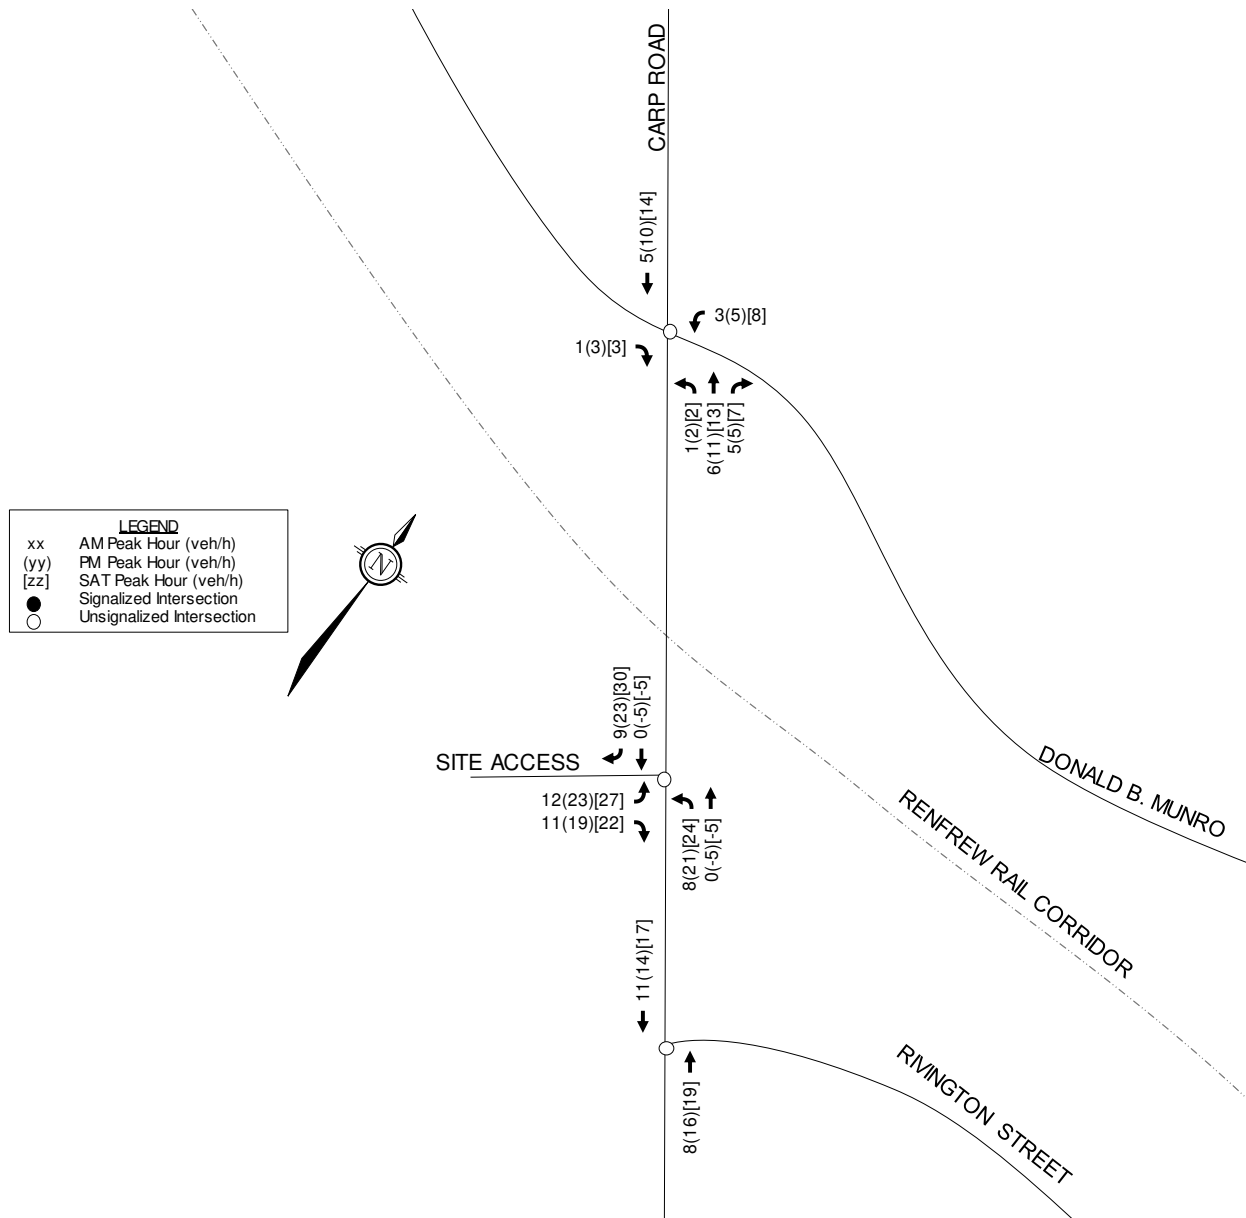 CARP ROAD
5(10)[14]
3(5)[8]
1(3)[3]
1(2)[2]
6(11)[13]
5(5)[7]
LEGEND
xx AM Peak Hour (veh/h)
(yy) PM Peak Hour (veh/h)
[zz] SAT Peak Hour (veh/h)
Signalized Intersection
Unsignalized Intersection
N
9(23)[30]
0(-5)[-5]
SITE ACCESS
12(23)[27]
11(19)[22]
8(21)[24]
0(-5)[-5]
DONALD B. MUNRO
RENFREW RAIL CORRIDOR
11(14)[17]
8(16)[19]
RIVINGTON STREET